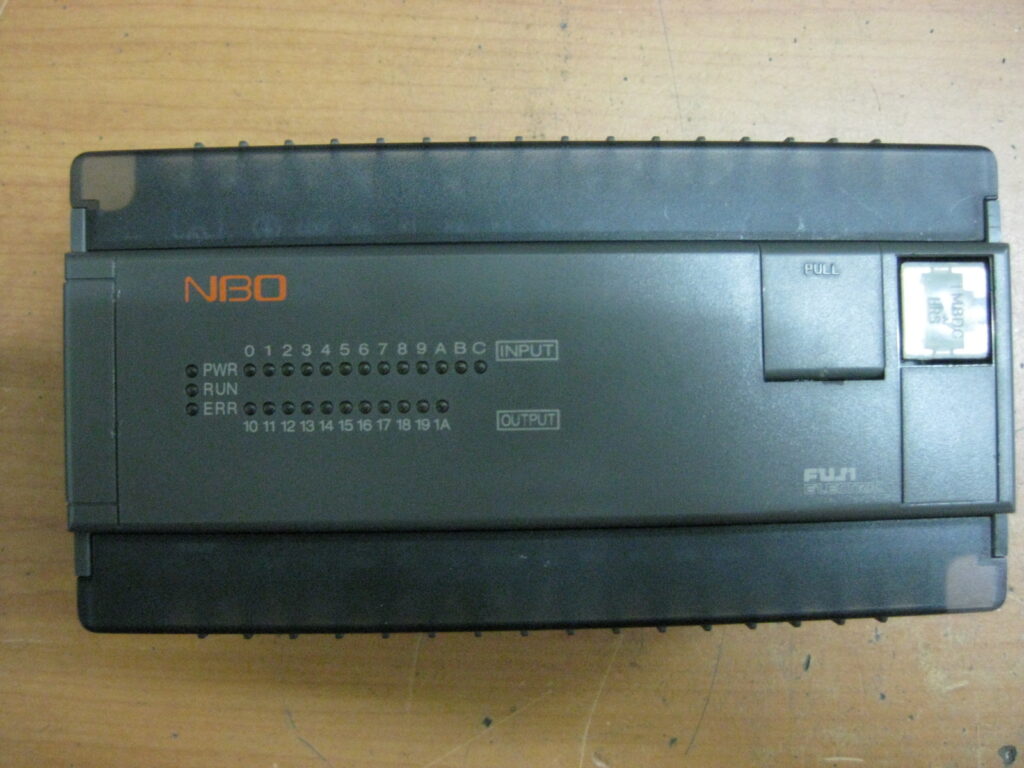 NB0
PULL
0 1 2 3 4 5 6 7 8 9 A B C INPUT
PWR
RUN
ERR
10 11 12 13 14 15 16 17 18 19 1A OUTPUT
FUJI